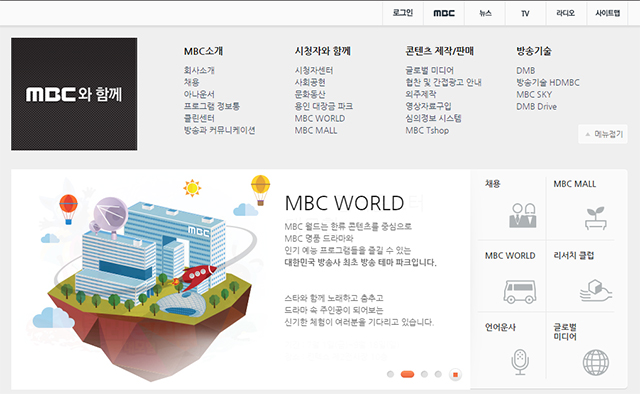 로그인 MBC 뉴스 TV 라디오 사이트맵
MBC와 함께
MBC소개
회사소개
채용
아나운서
프로그램 정보통
클린센터
방송과 커뮤니케이션
시청자와 함께
시청자센터
사회공헌
문화동산
용인 대장금 파크
MBC WORLD
MBC MALL
콘텐츠 제작/판매
글로벌 미디어
협찬 및 간접광고 안내
외주제작
영상자료구입
심의정보 시스템
MBC Tshop
방송기술
DMB
방송기술 HDMBC
MBC SKY
DMB Drive
메뉴접기
MBC
MBC WORLD
MBC 월드는 한류 콘텐츠를 중심으로
MBC 명품 드라마와
인기 예능 프로그램들을 즐길 수 있는
대한민국 방송사 최초 방송 테마 파크입니다.
스타와 함께 노래하고 춤추고
드라마 속 주인공이 되어보는
신기한 체험이 여러분을 기다리고 있습니다.
채용
MBC MALL
MBC WORLD
리서치 클럽
언어운사
글로벌
미디어